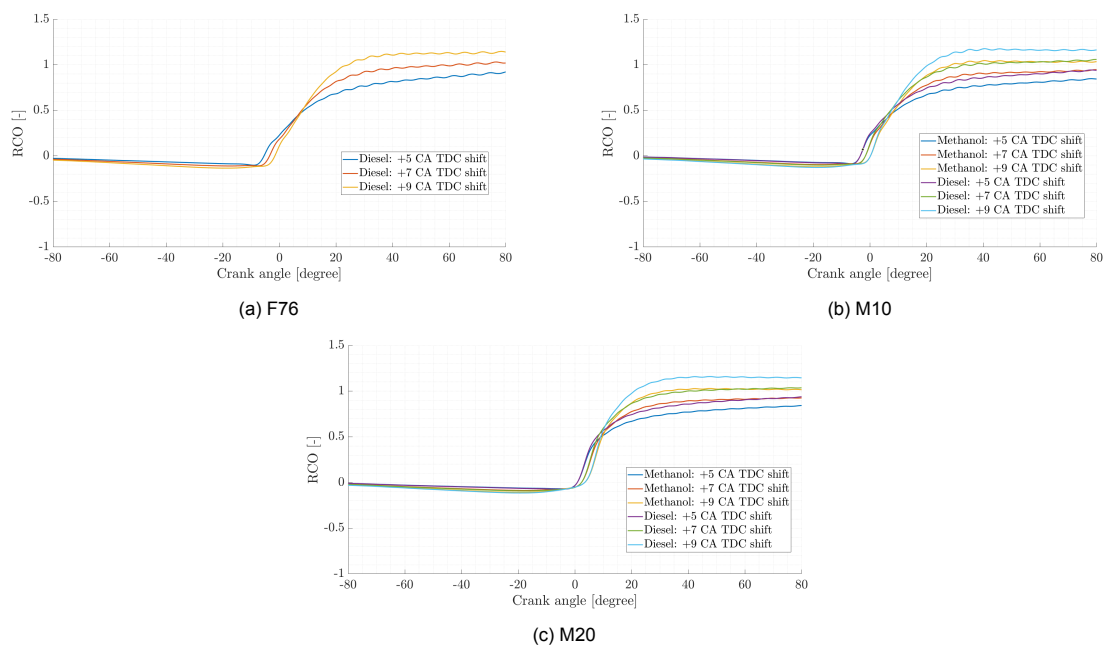 1.5
1
0.5
0
-0.5
-1
RCO [-]
-80 -60 -40 -20 0 20 40 60 80
Crank angle [degree]
Diesel: +5 CA TDC shift
Diesel: +7 CA TDC shift
Diesel: +9 CA TDC shift
(a) F76
1.5
1
0.5
0
-0.5
-1
RCO [-]
-80 -60 -40 -20 0 20 40 60 80
Crank angle [degree]
Methanol: +5 CA TDC shift
Methanol: +7 CA TDC shift
Methanol: +9 CA TDC shift
Diesel: +5 CA TDC shift
Diesel: +7 CA TDC shift
Diesel: +9 CA TDC shift
(b) M10
1.5
1
0.5
0
-0.5
-1
RCO [-]
-80 -60 -40 -20 0 20 40 60 80
Crank angle [degree]
Methanol: +5 CA TDC shift
Methanol: +7 CA TDC shift
Methanol: +9 CA TDC shift
Diesel: +5 CA TDC shift
Diesel: +7 CA TDC shift
Diesel: +9 CA TDC shift
(c) M20